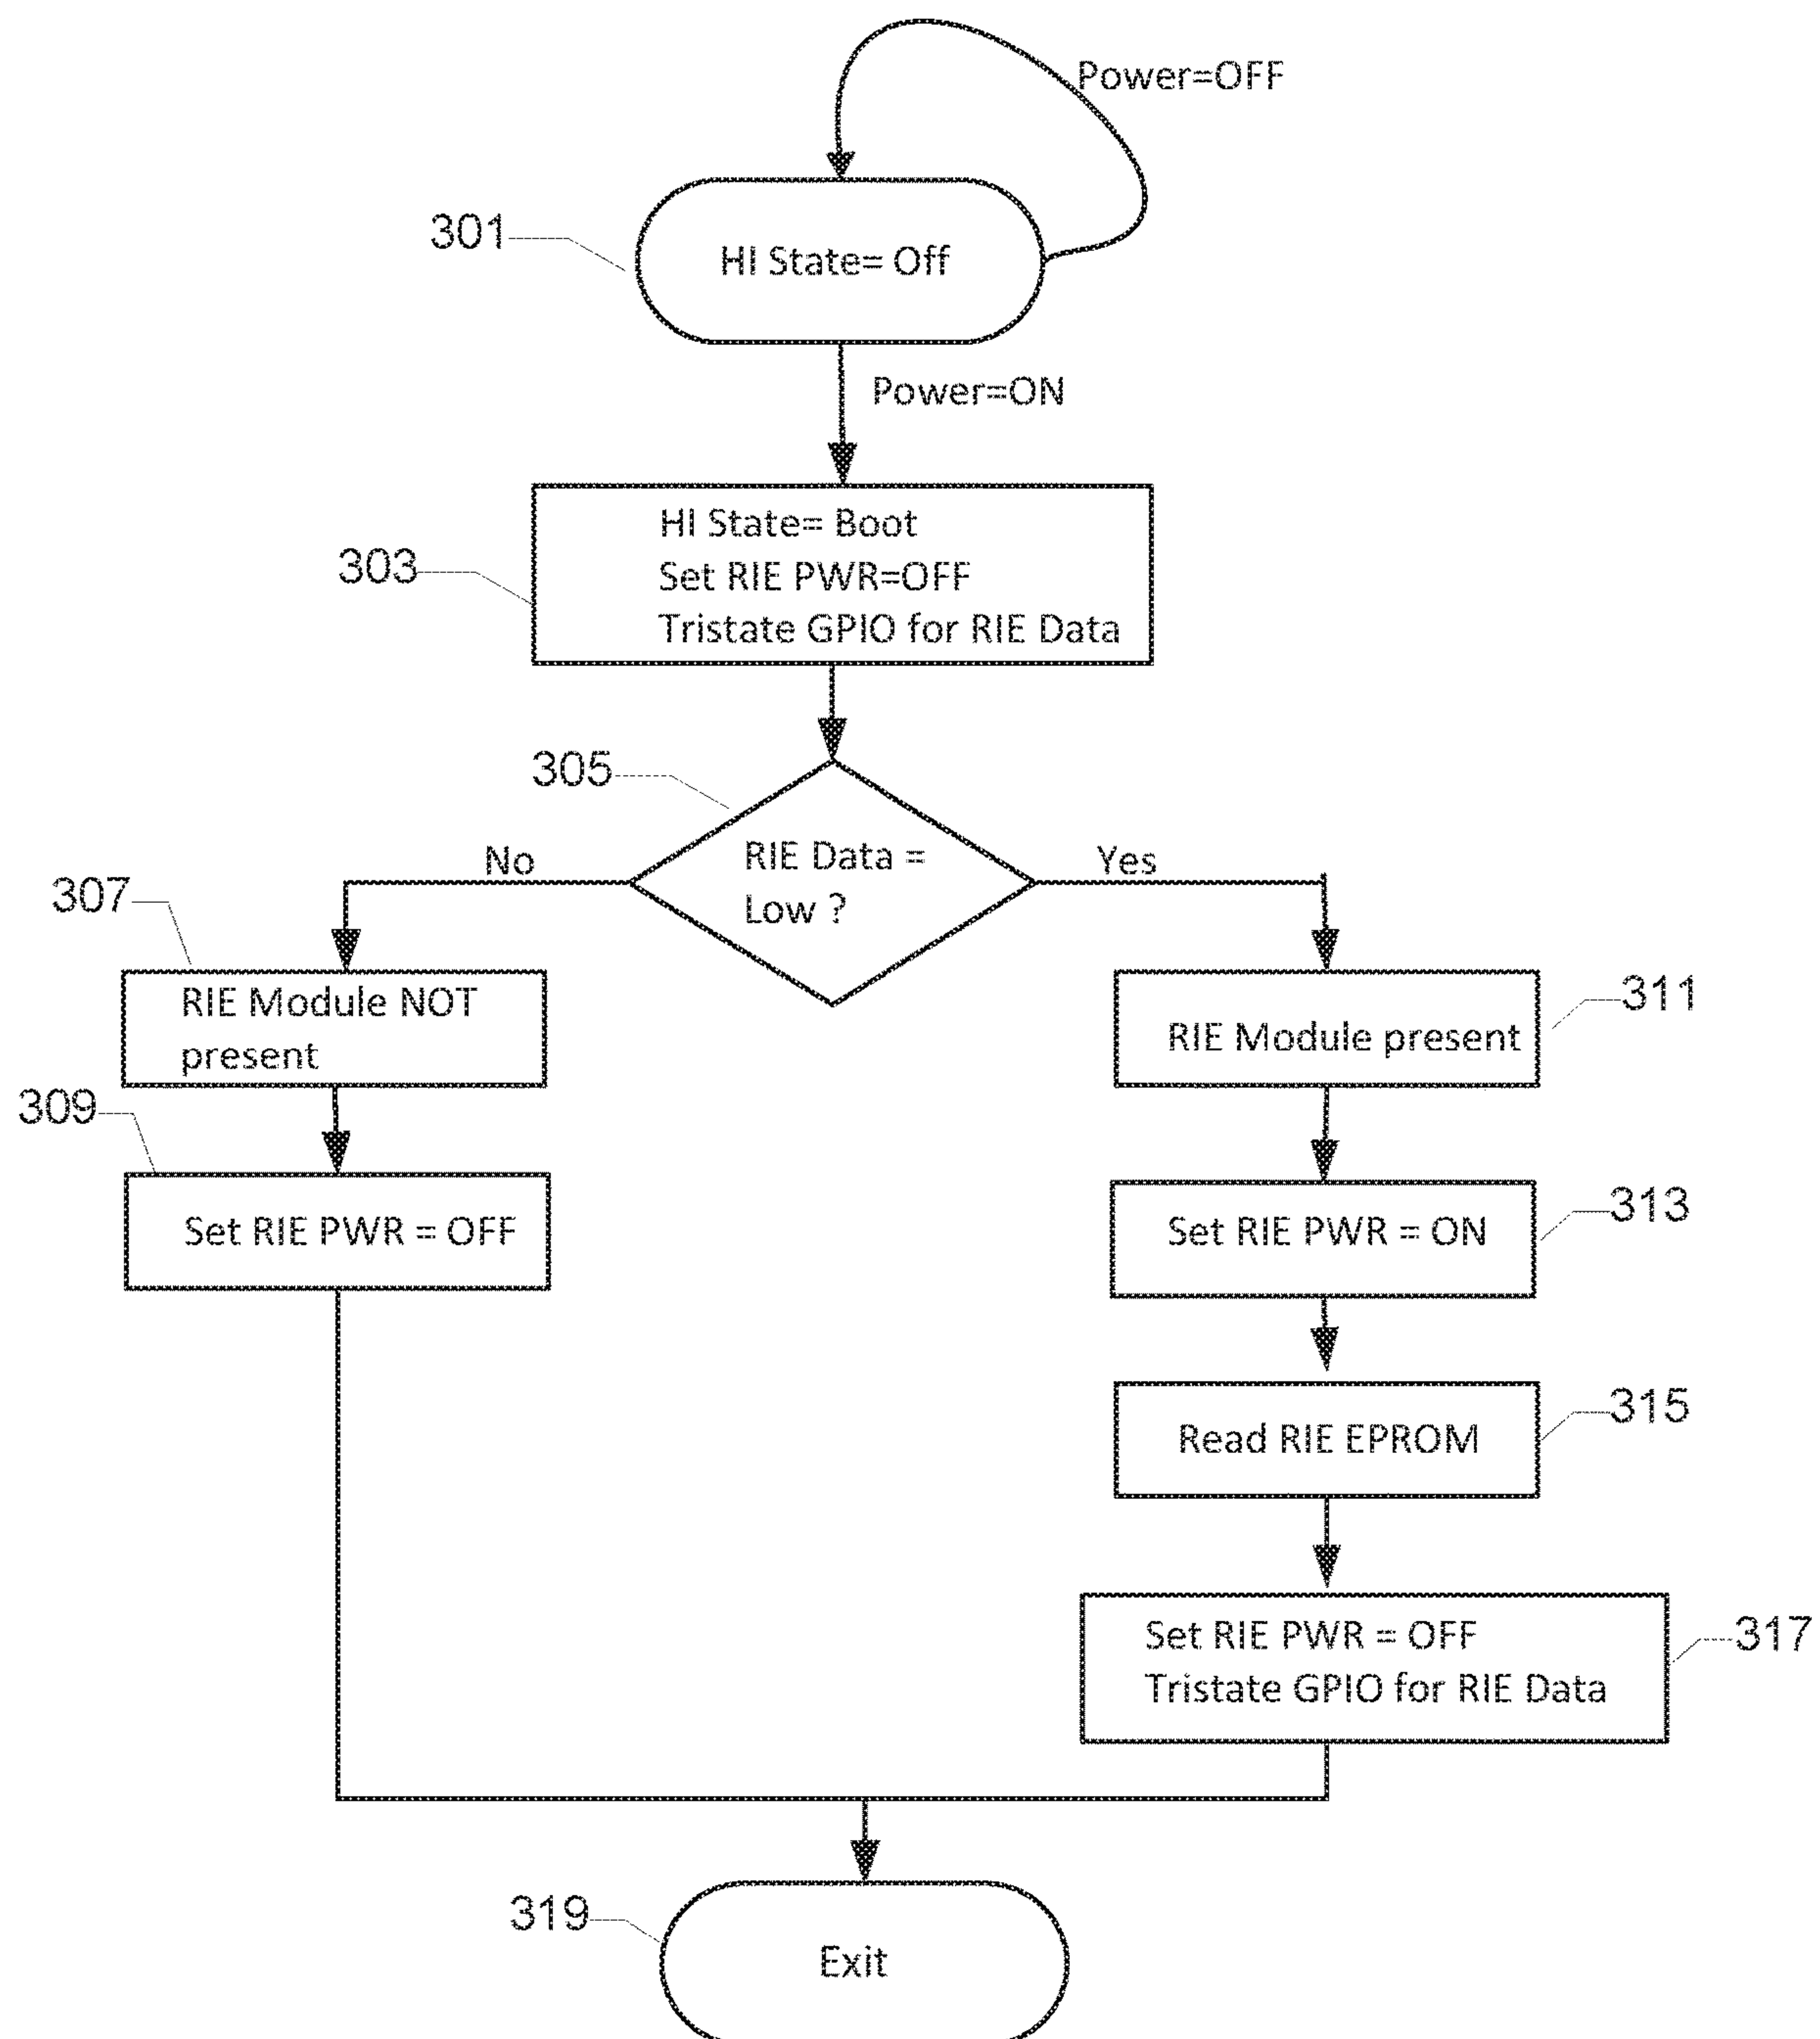 Power=OFF
301
HI State= Off
Power=ON
303
HI State= Boot
Set RIE PWR=OFF
Tristate GPIO for RIE Data
305
RIE Data =
Low ?
No
Yes
307
RIE Module NOT
present
311
RIE Module present
309
Set RIE PWR = OFF
313
Set RIE PWR = ON
315
Read RIE EPROM
317
Set RIE PWR = OFF
Tristate GPIO for RIE Data
319
Exit